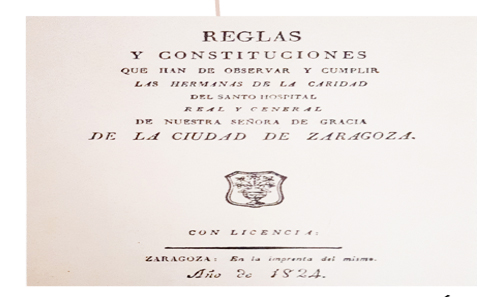 REGLAS
Y CONSTITUCIONES
QUE HAN DE OBSERVAR Y CUMPLIR
LAS HERMANAS DE LA CARIDAD
DEL SANTO HOSPITAL
REAL Y GENERAL
DE NUESTRA SEÑORA DE GRACIA
DE LA CIUDAD DE ZARAGOZA.
CON LICENCIA:
ZARAGOZA: En la imprenta del mismo.
Año de 1824.